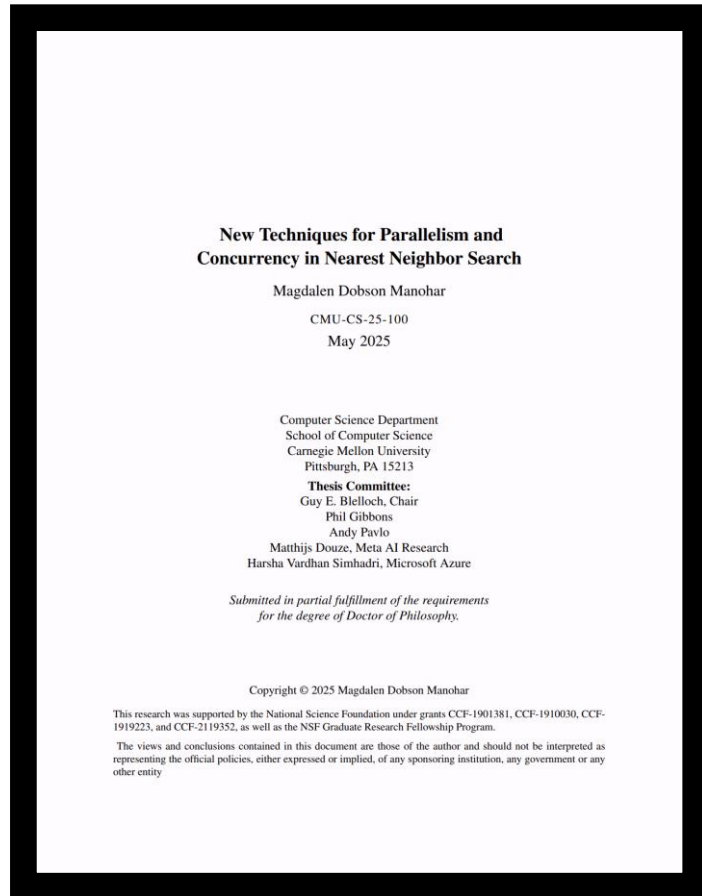 New Techniques for Parallelism and
Concurrency in Nearest Neighbor Search
Magdalen Dobson Manohar
CMU-CS-25-100
May 2025
Computer Science Department
School of Computer Science
Carnegie Mellon University
Pittsburgh, PA 15213
Thesis Committee:
Guy E. Blelloch, Chair
Phil Gibbons
Andy Pavlo
Matthijs Douze, Meta AI Research
Harsha Vardhan Simhadri, Microsoft Azure
Submitted in partial fulfillment of the requirements
for the degree of Doctor of Philosophy.
Copyright © 2025 Magdalen Dobson Manohar
This research was supported by the National Science Foundation under grants CCF-1901381, CCF-1910030, CCF-
1919223, and CCF-2119352, as well as the NSF Graduate Research Fellowship Program.
The views and conclusions contained in this document are those of the author and should not be interpreted as
representing the official policies, either expressed or implied, of any sponsoring institution, any government or any
other entity